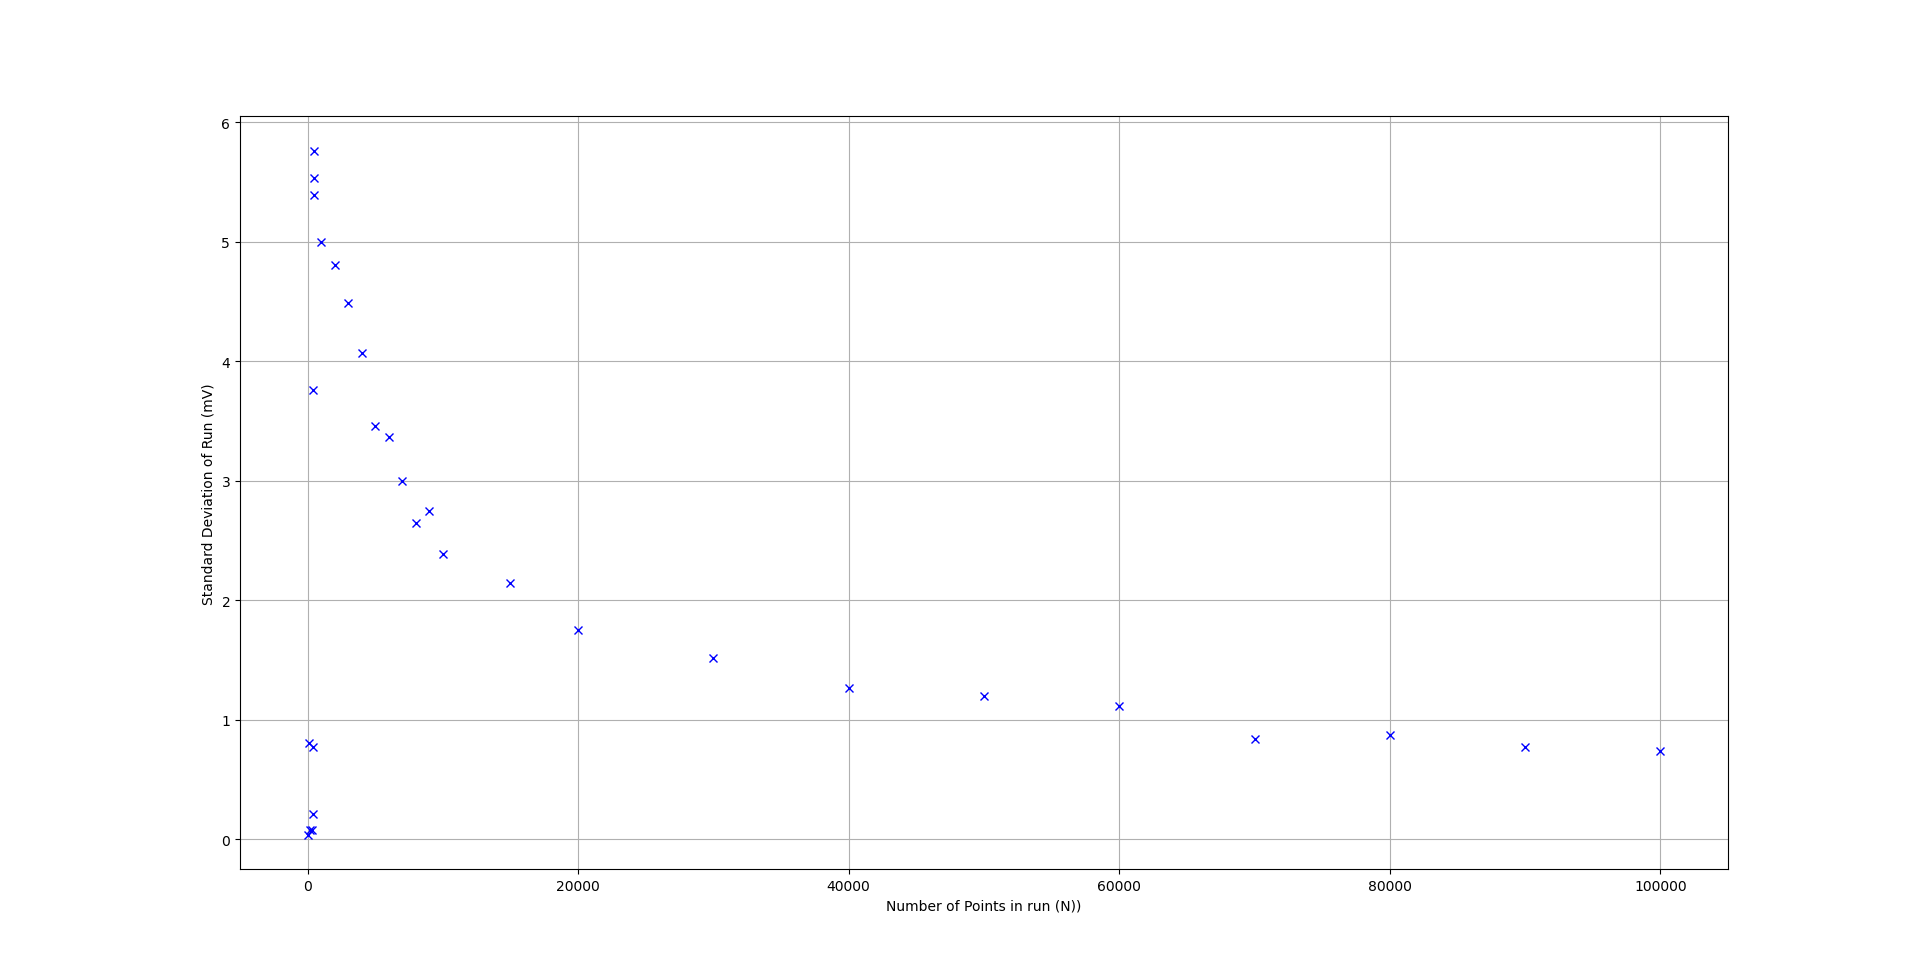 6
5
4
3
2
1
0
Standard Deviation of Run (mV)
0 20000 40000 60000 80000 100000
Number of Points in run (N))